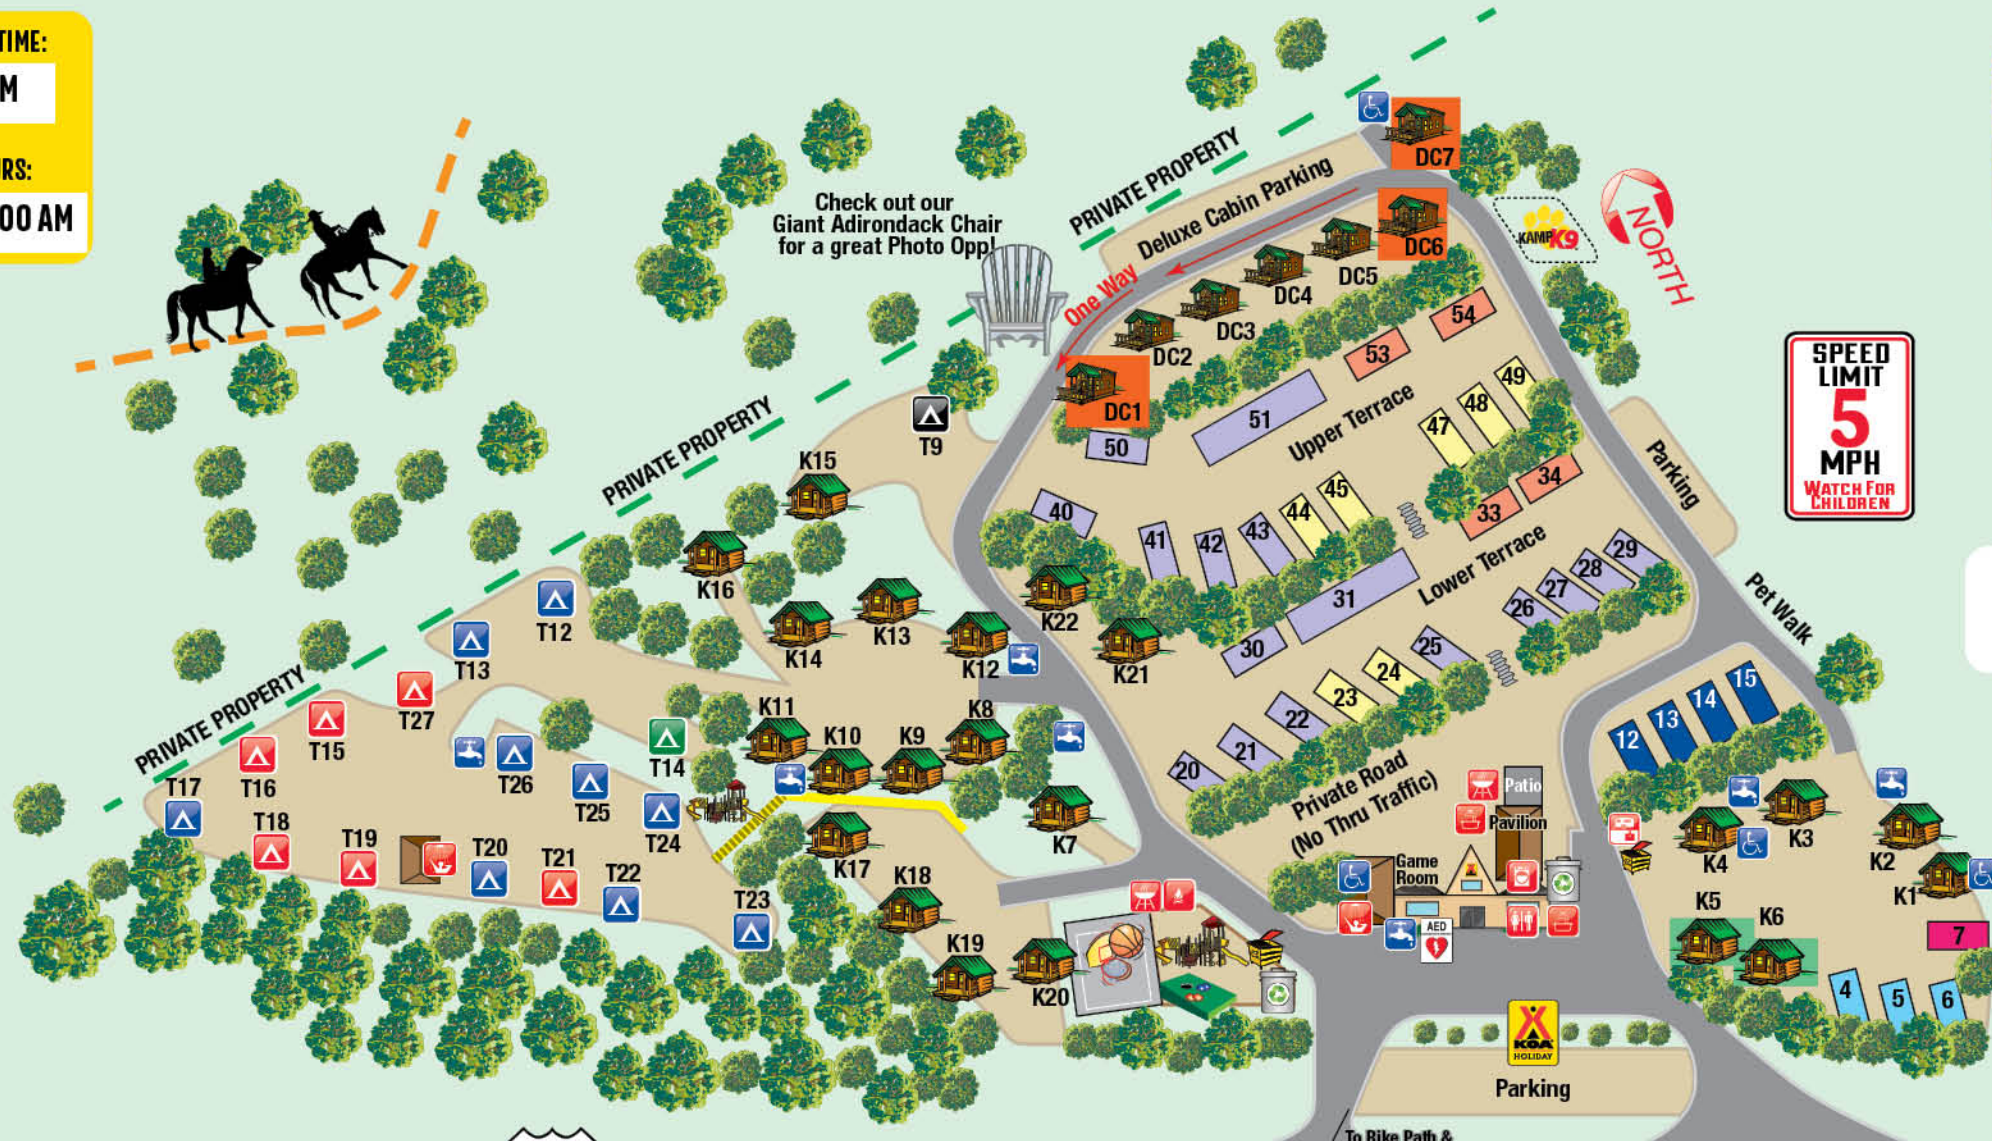 TIME:
M
URS:
00 AM
Check out our
Giant Adirondack Chair
for a great Photo Opp!
PRIVATE PROPERTY
Deluxe Cabin Parking
One Way
DC7
DC6
DC5
DC4
DC3
DC2
DC1
KAMP K9
NORTH
SPEED
LIMIT
5
MPH
WATCH FOR
CHILDREN
54
53
51
50
Upper Terrace
49
48
47
45
44
43
42
41
40
34
33
Lower Terrace
31
30
29
28
27
26
25
24
23
22
21
20
Parking
Pet Walk
Private Road
(No Thru Traffic)
PRIVATE PROPERTY
PRIVATE PROPERTY
T9
K15
K16
K14
K13
K12
K22
K21
T12
T13
T27
T15
T16
T17
T18
T19
T20
T21
T22
T23
T24
T25
T26
T14
K11
K10
K9
K8
K7
K17
K18
K19
K20
15
14
13
12
Patio
Pavilion
Game
Room
AED
K4
K3
K2
K1
K5
K6
7
4
5
6
KOA
HOLIDAY
Parking
To Bike Path &